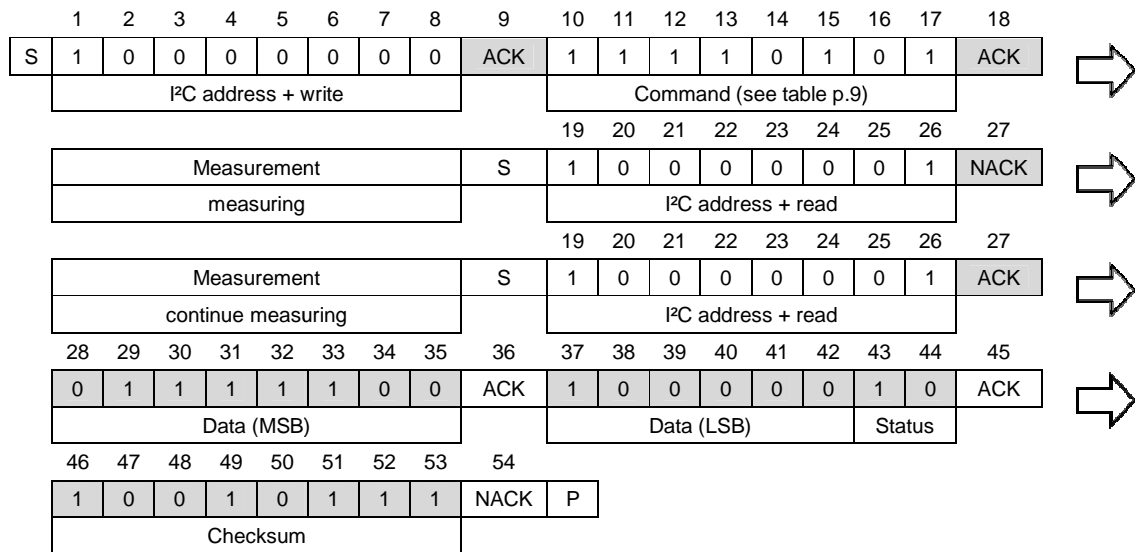 1 2 3 4 5 6 7 8 9 10 11 12 13 14 15 16 17 18
S 1 0 0 0 0 0 0 0 ACK 1 1 1 1 0 1 0 1 ACK
I²C address + write Command (see table p.9)
19 20 21 22 23 24 25 26 27
Measurement S 1 0 0 0 0 0 0 1 NACK
measuring I²C address + read
19 20 21 22 23 24 25 26 27
Measurement S 1 0 0 0 0 0 0 1 ACK
continue measuring I²C address + read
28 29 30 31 32 33 34 35 36 37 38 39 40 41 42 43 44 45
0 1 1 1 1 1 0 0 ACK 1 0 0 0 0 0 1 0 ACK
Data (MSB) Data (LSB) Status
46 47 48 49 50 51 52 53 54
1 0 0 1 0 1 1 1 NACK P
Checksum